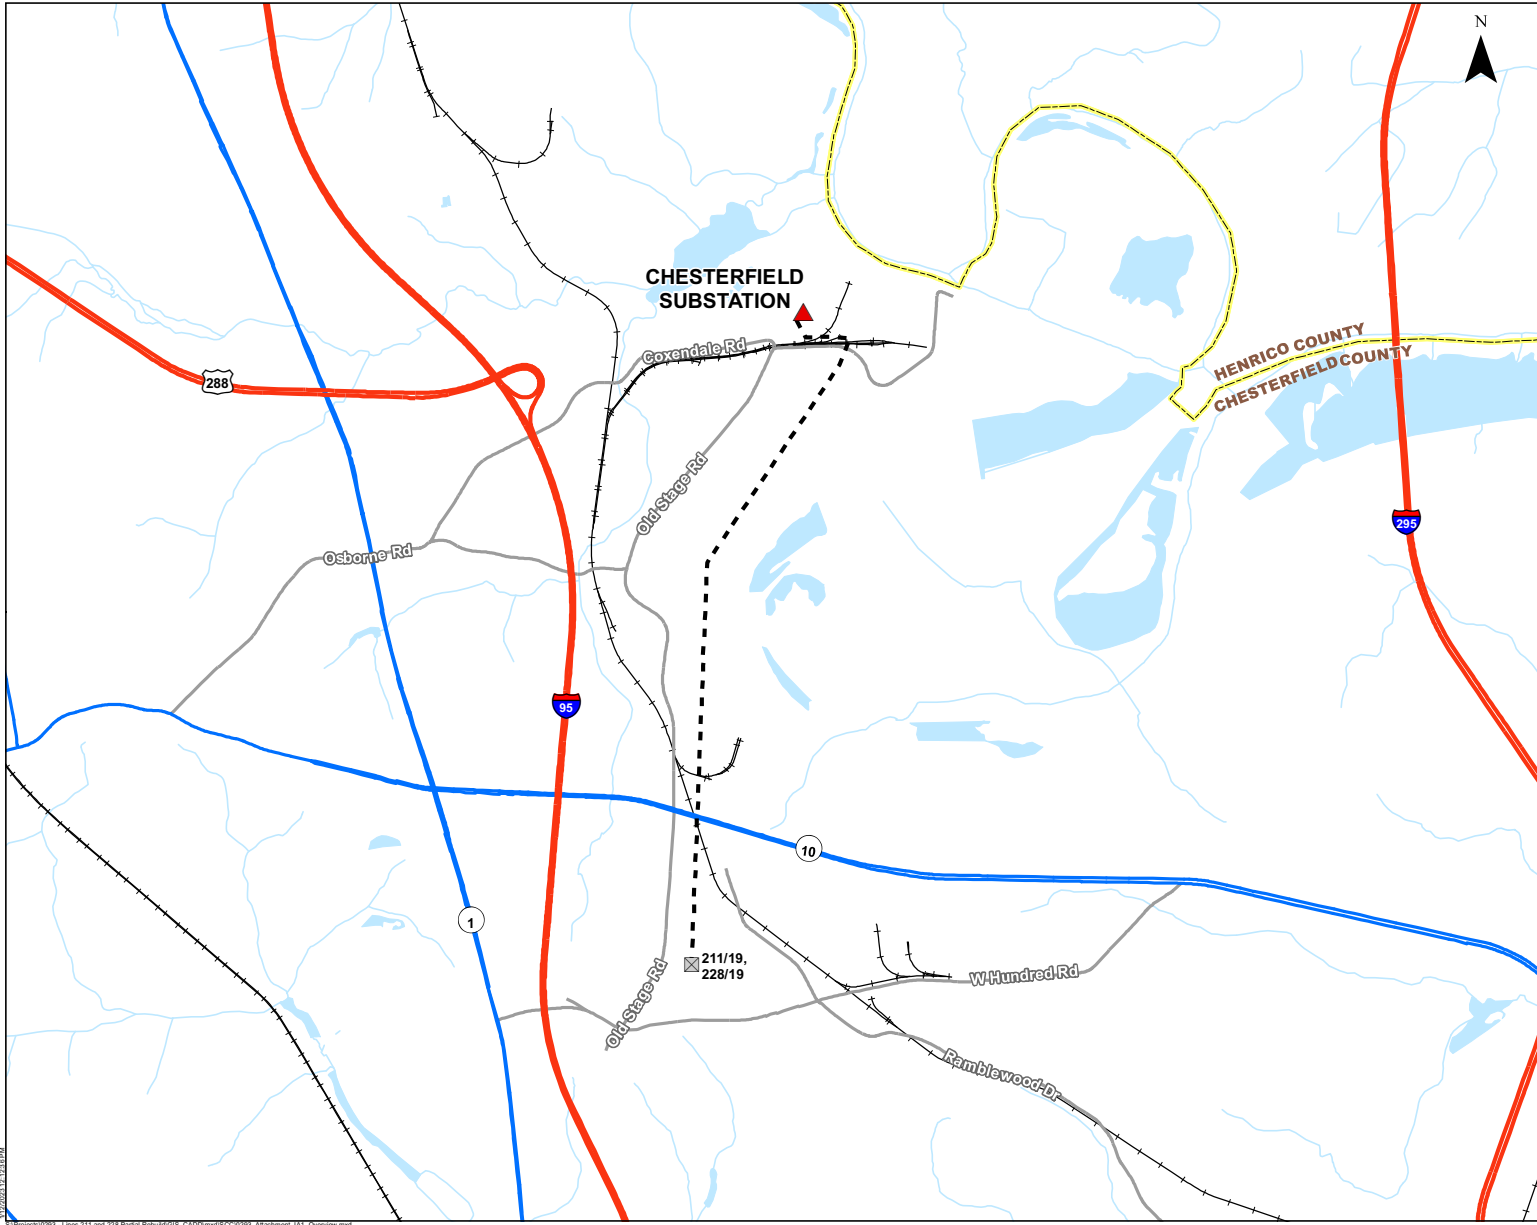 N
CHESTERFIELD
SUBSTATION
Coxendale Rd
HENRICO COUNTY
CHESTERFIELD COUNTY
288
Old Stage Rd
295
Osborne Rd
95
10
1
211/19,
228/19
W Hundred Rd
Old Stage Rd
Ramblewood Dr